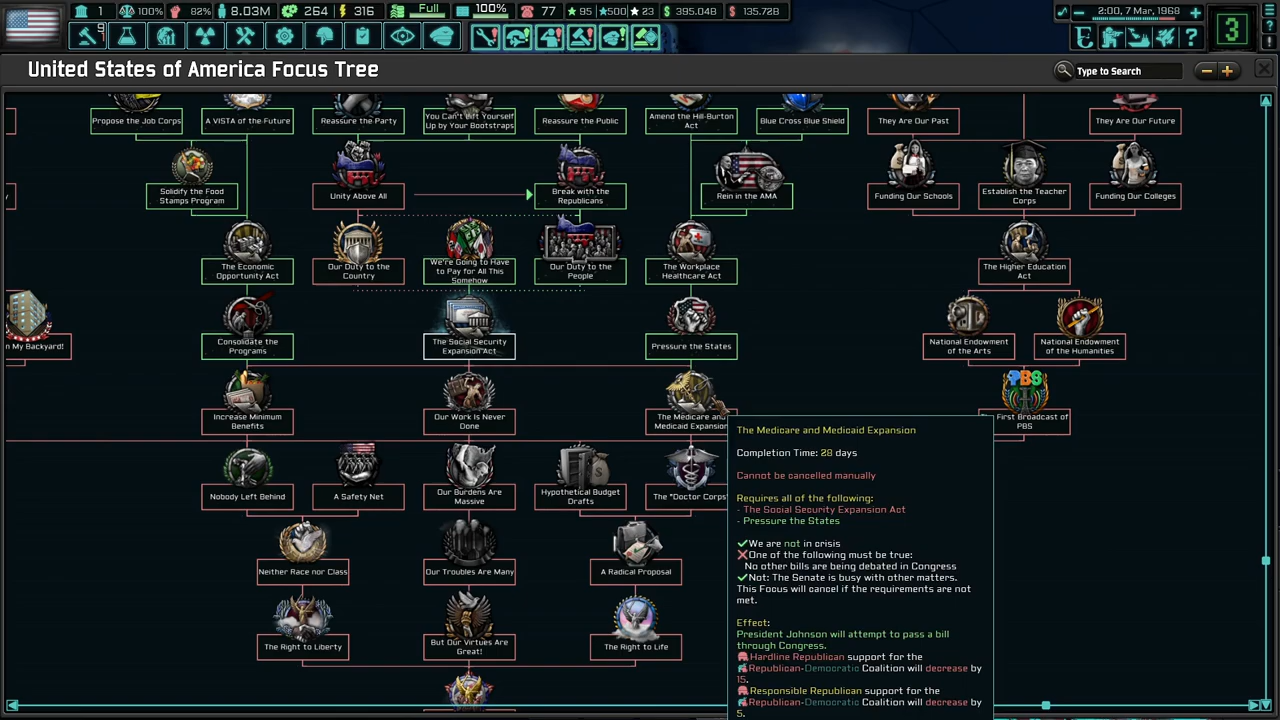 1 100% 82% 8.03M 264 316 Full 100% 77 95 500 23 $ 395.048 $ 135.728
2:00, 7 Mar, 1968
3
9
United States of America Focus Tree
Type to Search
Propose the Job Corps
A VISTA of the Future
Reassure the Party
You Can't Lift Yourself
Up by Your Bootstraps
Reassure the Public
Amend the Hill-Burton
Act
Blue Cross Blue Shield
They Are Our Past
They Are Our Future
Solidify the Food
Stamps Program
Unity Above All
Break with the
Republicans
Rein in the AMA
Funding Our Schools
Establish the Teacher
Corps
Funding Our Colleges
The Economic
Opportunity Act
Our Duty to the
Country
We're Going to Have
to Pay for All This
Somehow
Our Duty to the
People
The Workplace
Healthcare Act
The Higher Education
Act
n My Backyard!
Consolidate the
Programs
The Social Security
Expansion Act
Pressure the States
National Endowment
of the Arts
National Endowment
of the Humanities
Increase Minimum
Benefits
Our Work Is Never
Done
The Medicare and
Medicaid Expansion
PBS
First Broadcast of
PBS
Nobody Left Behind
A Safety Net
Our Burdens Are
Massive
Hypothetical Budget
Drafts
The "Doctor Corps"
Neither Race nor Class
Our Troubles Are Many
A Radical Proposal
The Right to Liberty
But Our Virtues Are
Great!
The Right to Life
The Medicare and Medicaid Expansion
Completion Time: 28 days
Cannot be cancelled manually
Requires all of the following:
- The Social Security Expansion Act
- Pressure the States
We are not in crisis
One of the following must be true:
No other bills are being debated in Congress
Not: The Senate is busy with other matters.
This Focus will cancel if the requirements are not
met.
Effect:
President Johnson will attempt to pass a bill
through Congress.
Hardline Republican support for the
Republican-Democratic Coalition will decrease by
15.
Responsible Republican support for the
Republican-Democratic Coalition will decrease by
5.